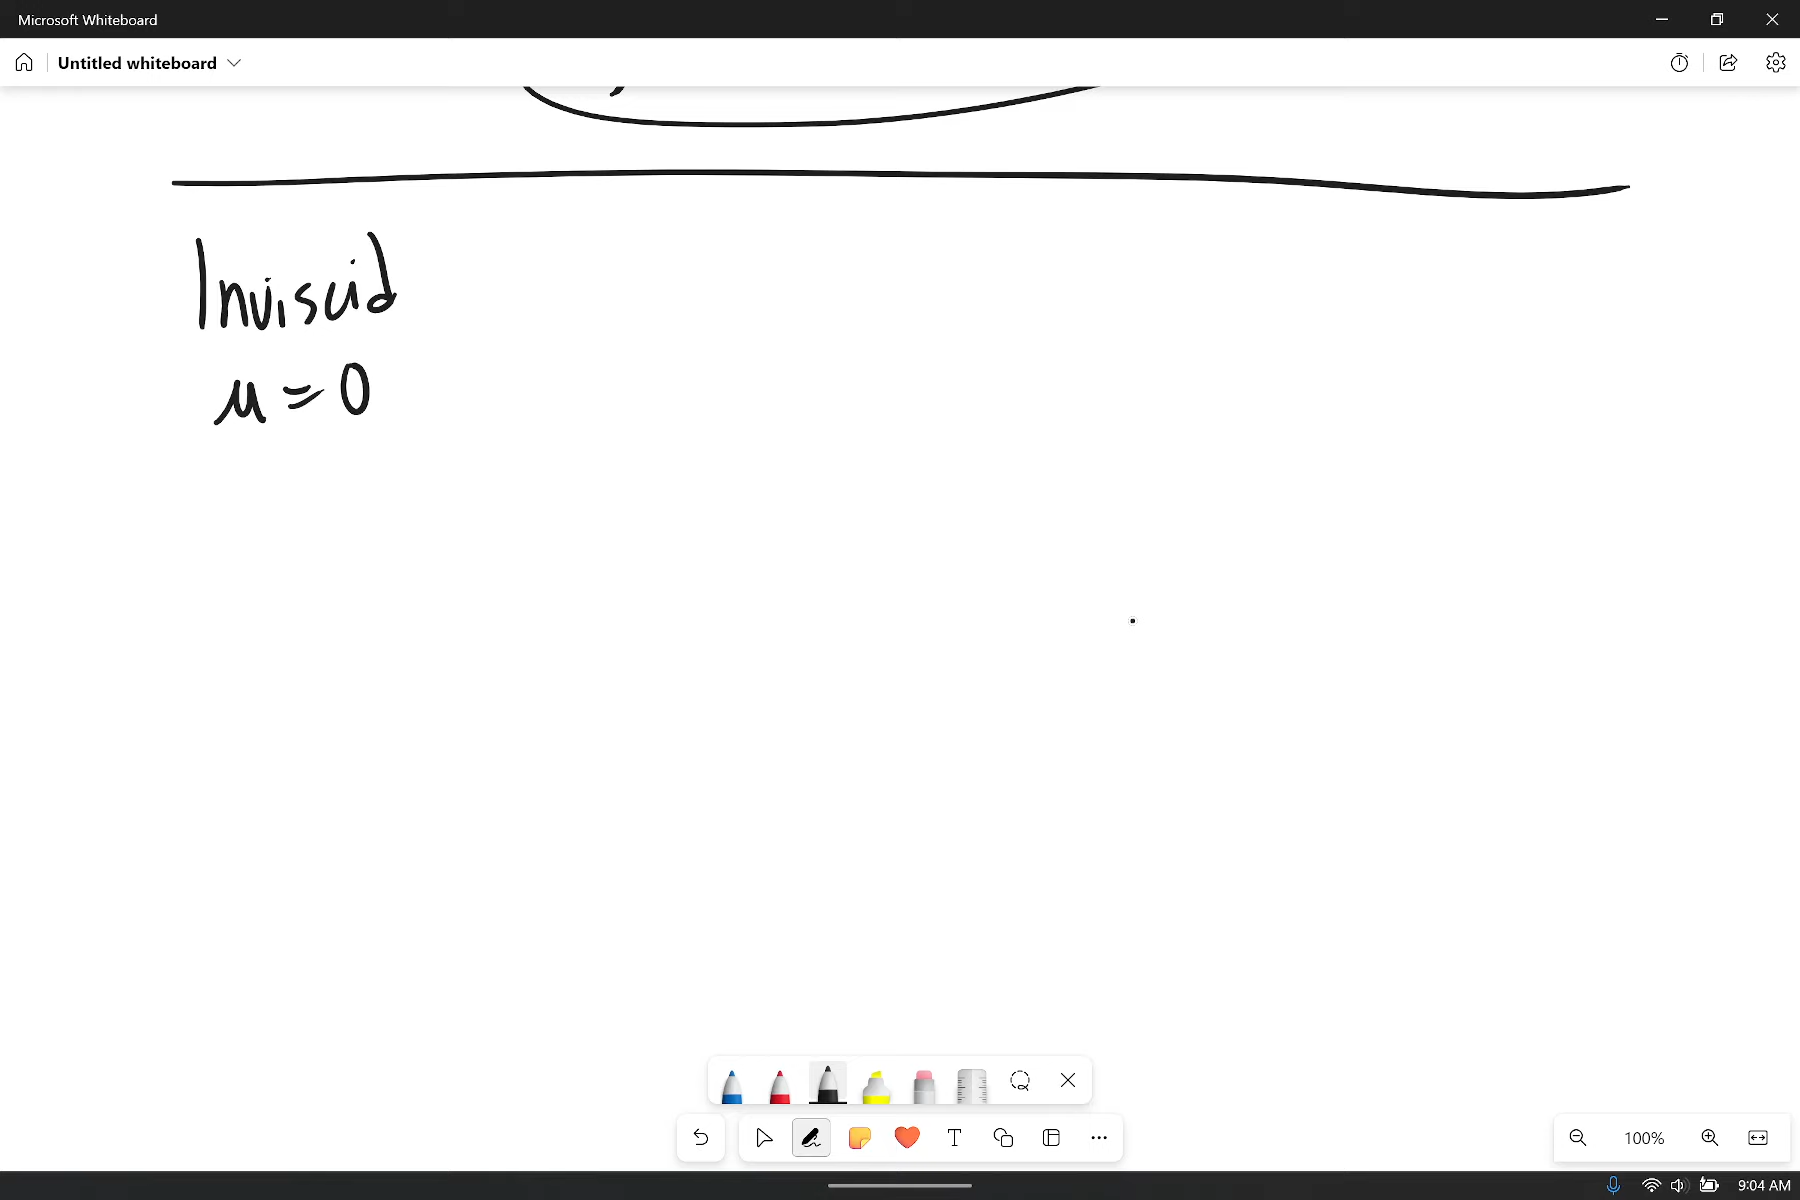 Microsoft Whiteboard
Untitled whiteboard
Inviscid
μ = 0
T
100%
9:04 AM